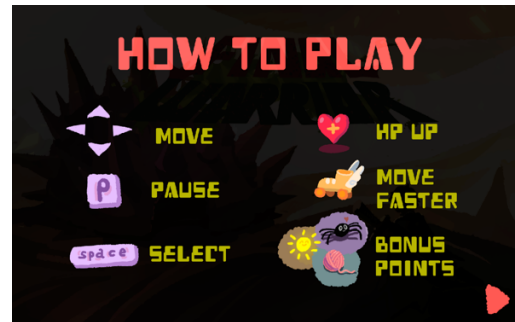 HOW TO PLAY
MOVE
P
PAUSE
space
SELECT
HP UP
MOVE
FASTER
BONUS
POINTS